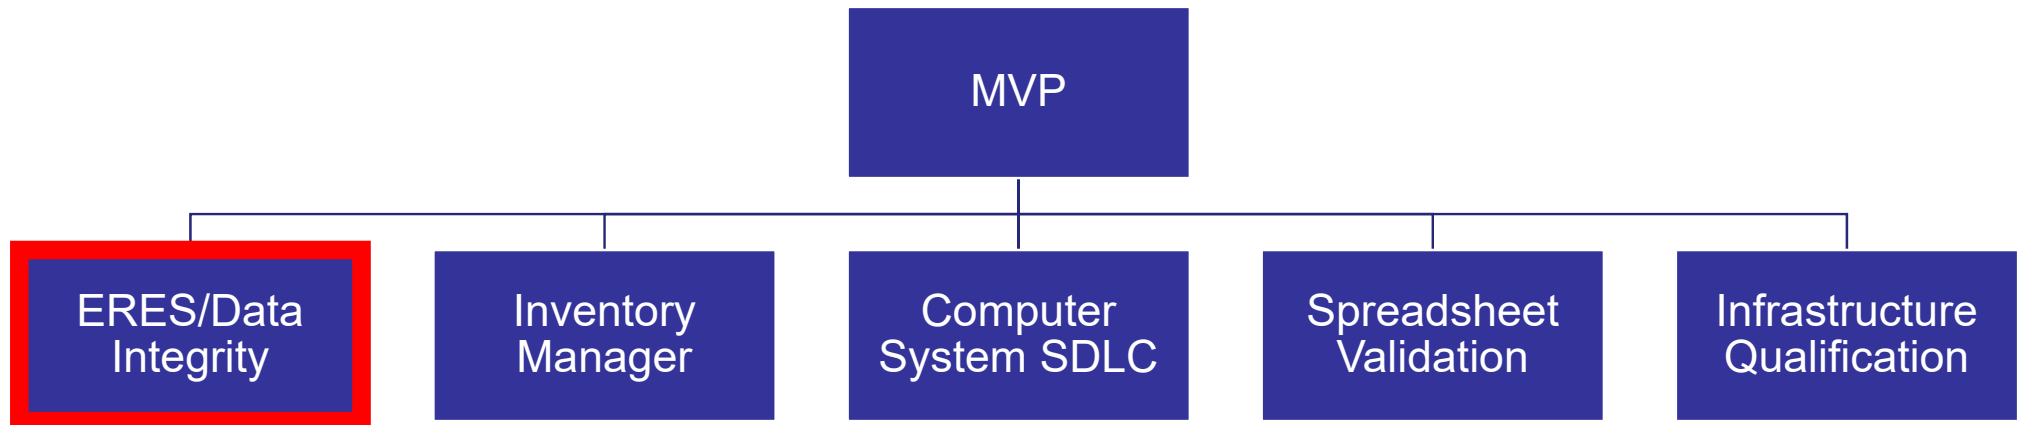 MVP
ERES/Data
Integrity
Inventory
Manager
Computer
System SDLC
Spreadsheet
Validation
Infrastructure
Qualification